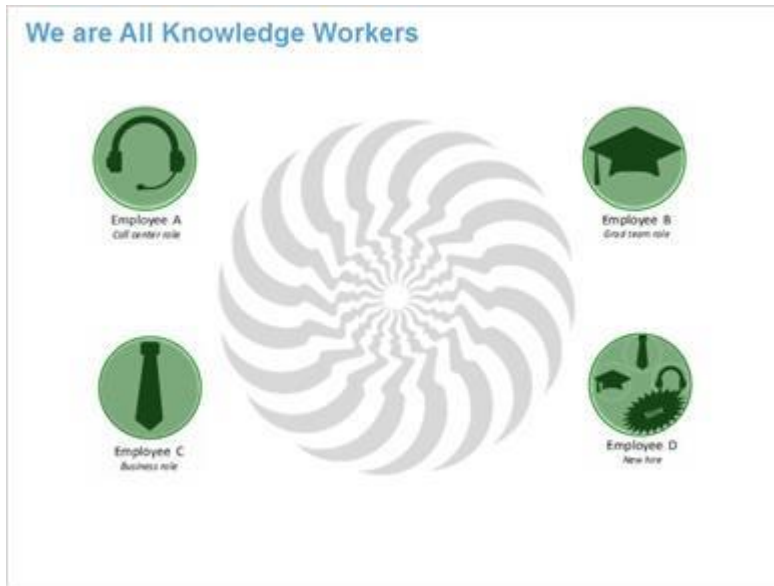 We are All Knowledge Workers
Employee A
Call center role
Employee B
Grad team role
Employee C
Business role
Employee D
New hire